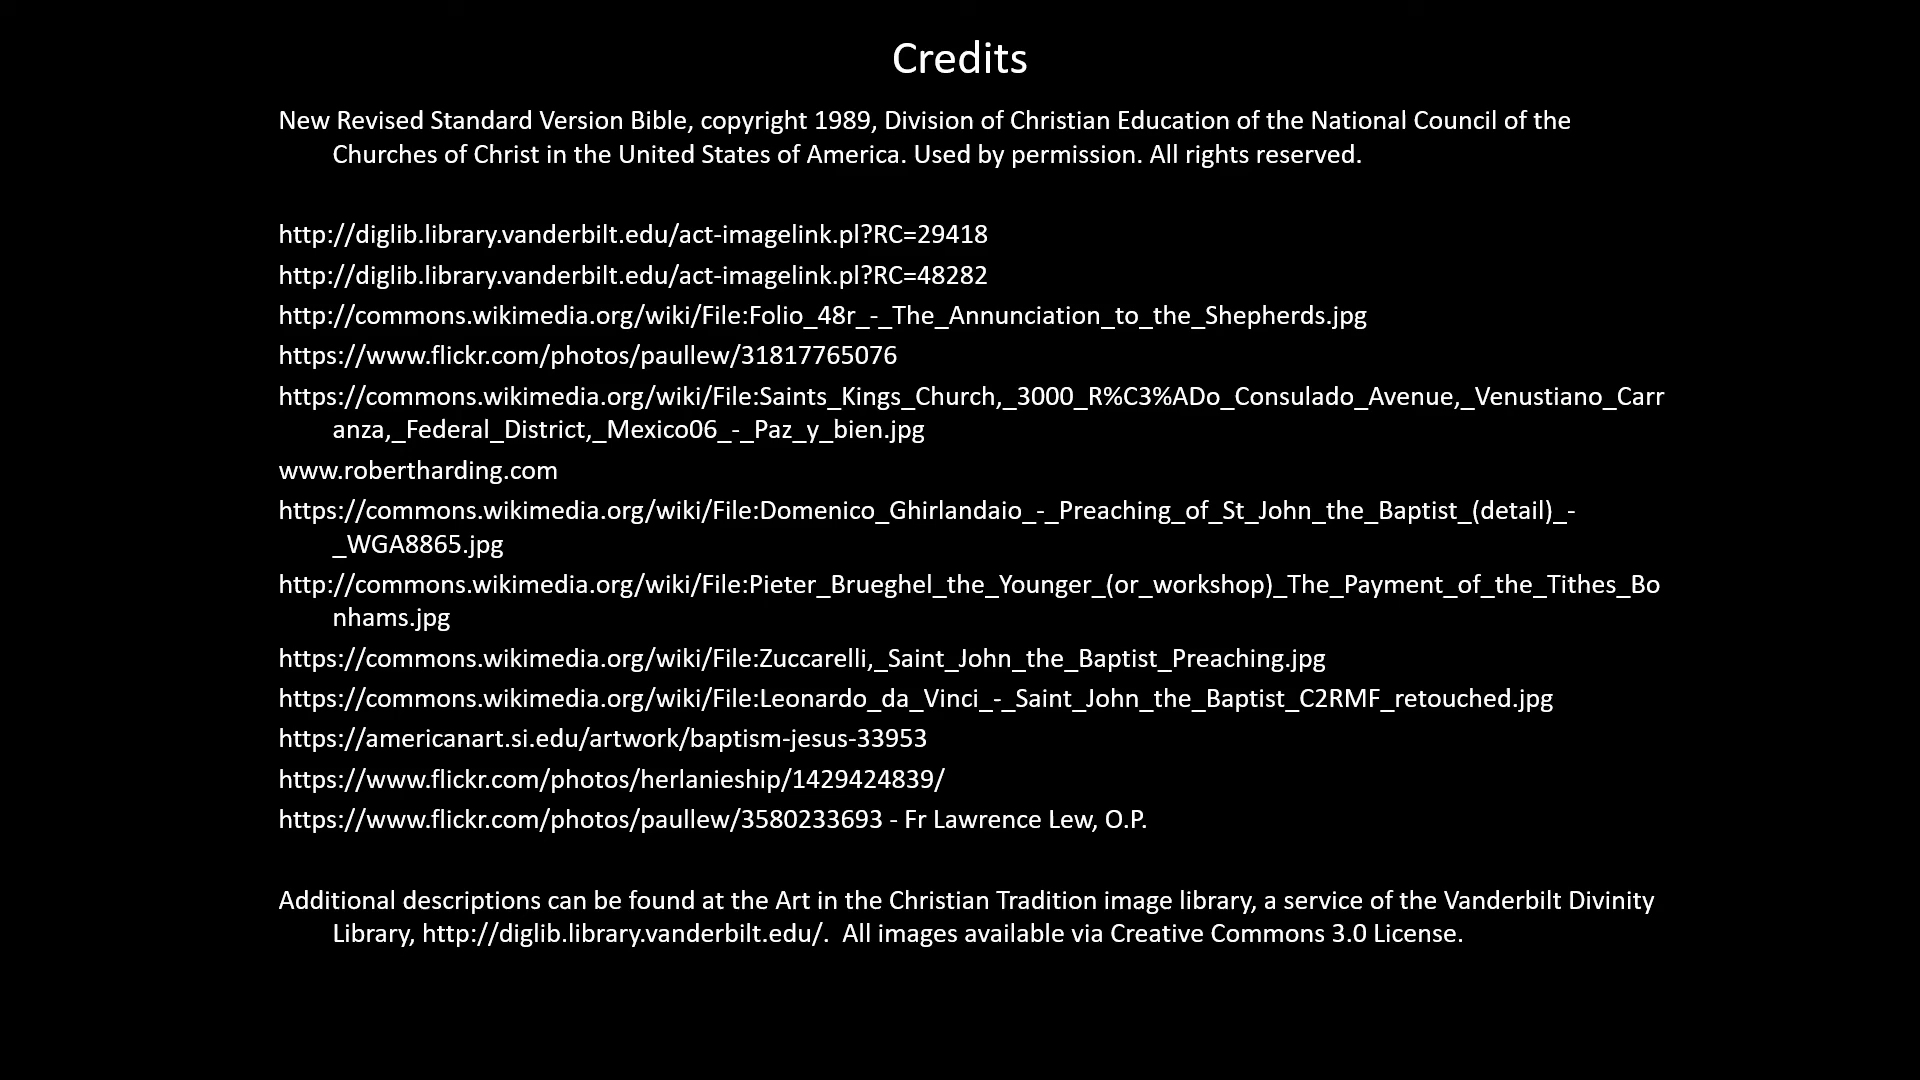 Credits
New Revised Standard Version Bible, copyright 1989, Division of Christian Education of the National Council of the
Churches of Christ in the United States of America. Used by permission. All rights reserved.
http://diglib.library.vanderbilt.edu/act-imagelink.pl?RC=29418
http://diglib.library.vanderbilt.edu/act-imagelink.pl?RC=48282
http://commons.wikimedia.org/wiki/File:Folio_48r_-_The_Annunciation_to_the_Shepherds.jpg
https://www.flickr.com/photos/paullew/31817765076
https://commons.wikimedia.org/wiki/File:Saints_Kings_Church,_3000_R%C3%ADo_Consulado_Avenue,_Venustiano_Carr
anza,_Federal_District,_Mexico06_-_Paz_y_bien.jpg
www.robertharding.com
https://commons.wikimedia.org/wiki/File:Domenico_Ghirlandaio_-_Preaching_of_St_John_the_Baptist_(detail)_-
_WGA8865.jpg
http://commons.wikimedia.org/wiki/File:Pieter_Brueghel_the_Younger_(or_workshop)_The_Payment_of_the_Tithes_Bo
nhams.jpg
https://commons.wikimedia.org/wiki/File:Zuccarelli,_Saint_John_the_Baptist_Preaching.jpg
https://commons.wikimedia.org/wiki/File:Leonardo_da_Vinci_-_Saint_John_the_Baptist_C2RMF_retouched.jpg
https://americanart.si.edu/artwork/baptism-jesus-33953
https://www.flickr.com/photos/herlanieship/1429424839/
https://www.flickr.com/photos/paullew/3580233693 - Fr Lawrence Lew, O.P.
Additional descriptions can be found at the Art in the Christian Tradition image library, a service of the Vanderbilt Divinity
Library, http://diglib.library.vanderbilt.edu/.  All images available via Creative Commons 3.0 License.